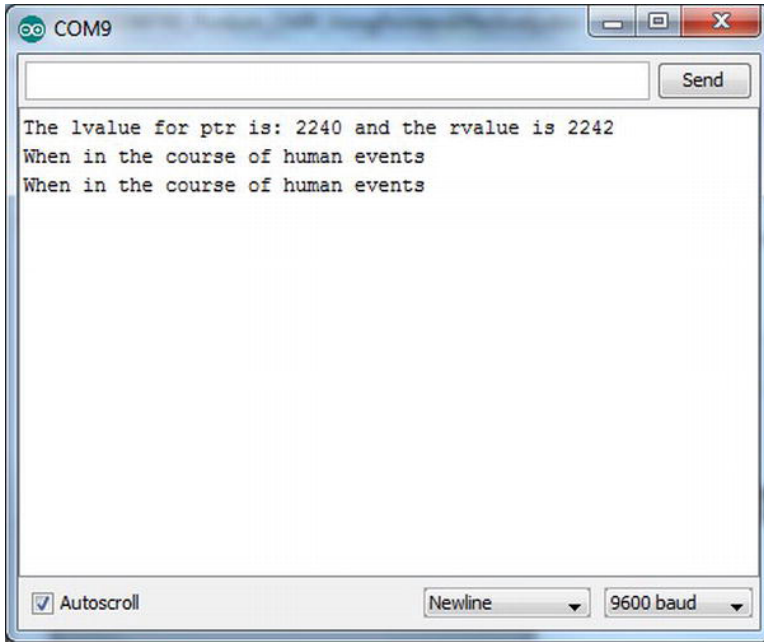 COM9
Send
The lvalue for ptr is: 2240 and the rvalue is 2242
When in the course of human events
When in the course of human events
Autoscroll
Newline
9600 baud